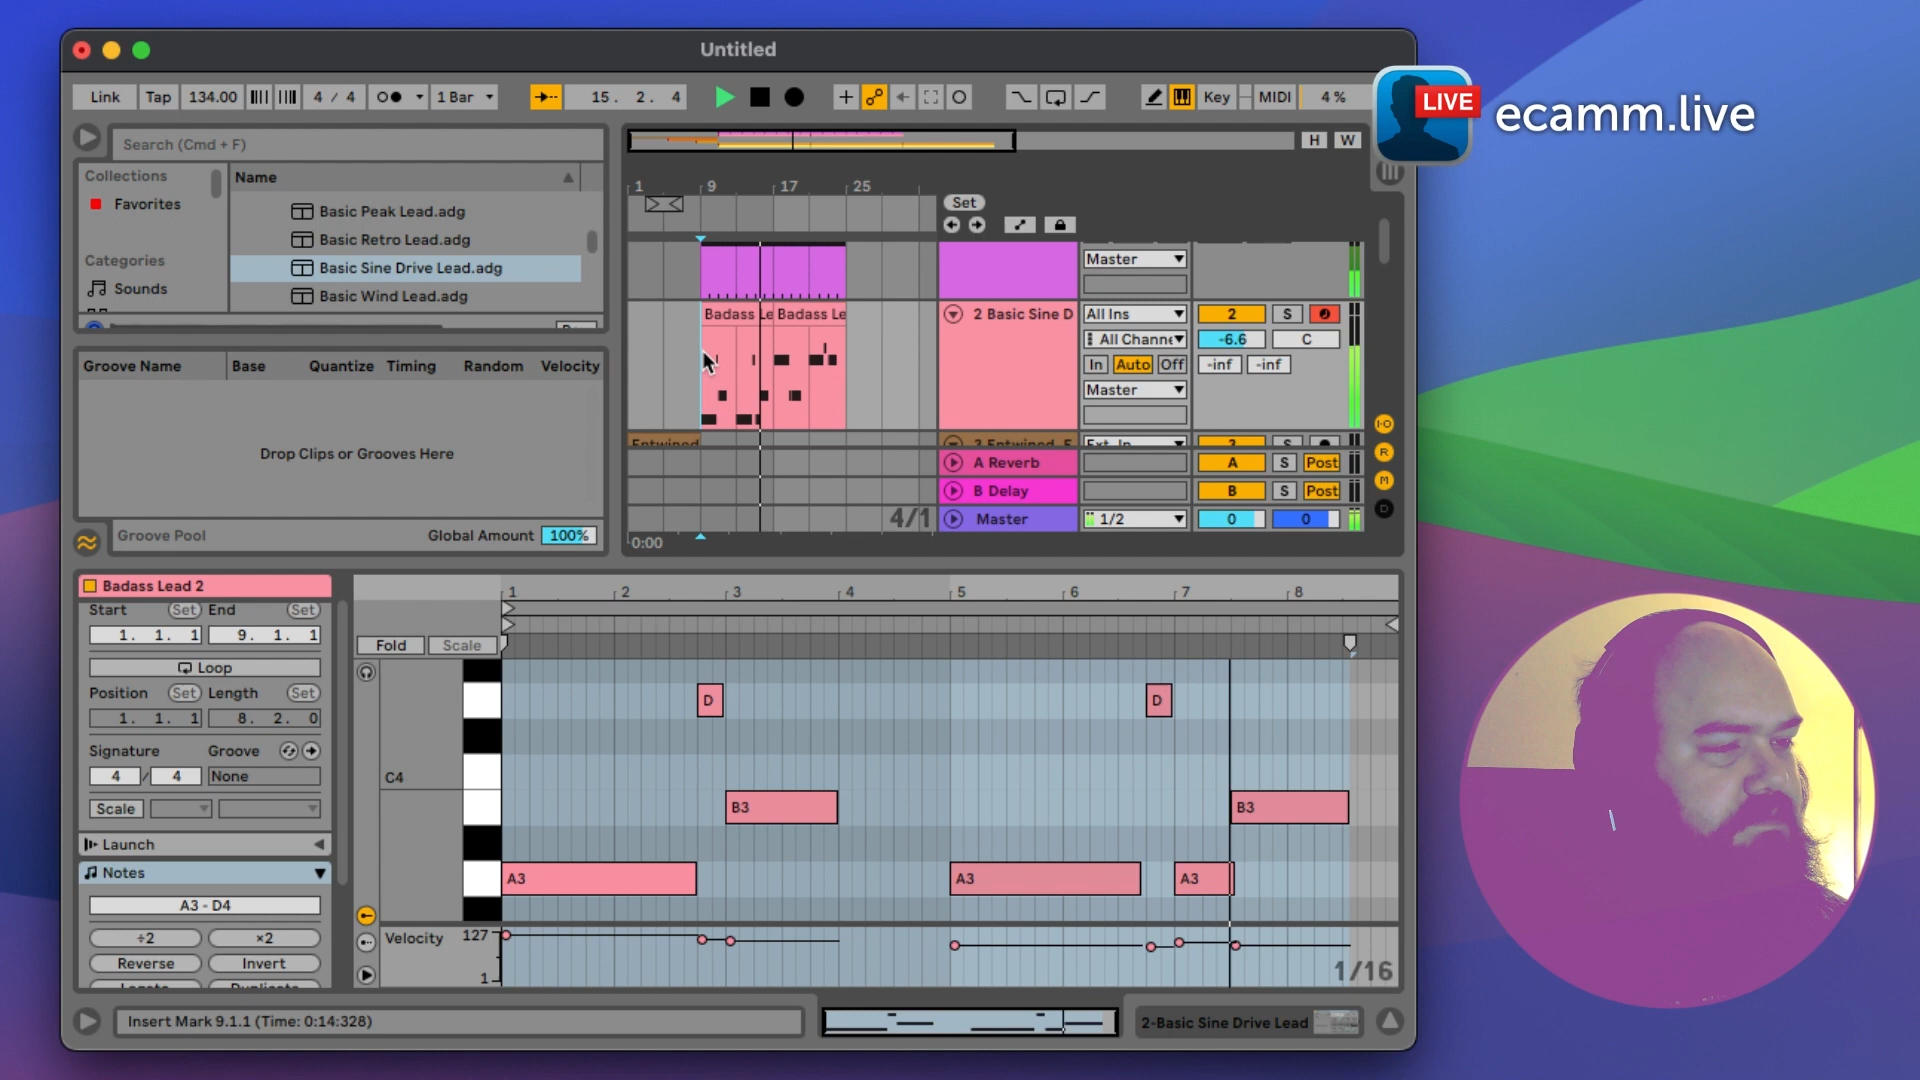 Untitled
Link Tap 134.00 4 / 4 1 Bar 15. 2. 4 Key MIDI 4 %
LIVE ecamm.live
Search (Cmd + F)
H W
Collections
Favorites
Categories
Sounds
Name
Basic Peak Lead.adg
Basic Retro Lead.adg
Basic Sine Drive Lead.adg
Basic Wind Lead.adg
1 9 17 25
Set
Master
Badass Le Badass Le 2 Basic Sine D All Ins 2 S
All Channe -6.6 C
In Auto Off -inf -inf
Master
Entwined 3 Entwined Ext. In 3 S
A Reverb A S Post
B Delay B S Post
4/1 Master 1/2 0 0
0:00
I·O
R
M
D
Groove Name Base Quantize Timing Random Velocity
Drop Clips or Grooves Here
Groove Pool Global Amount 100%
Badass Lead 2
Start Set End Set
1. 1. 1 9. 1. 1
Loop
Position Set Length Set
1. 1. 1 8. 2. 0
Signature Groove
4 / 4 None
Scale
Launch
Notes
A3 - D4
÷2 ×2
Reverse Invert
Legato Duplicate
1 2 3 4 5 6 7 8
Fold Scale
D D
C4
B3 B3
A3 A3 A3
Velocity 127
1 1/16
Insert Mark 9.1.1 (Time: 0:14:328)
2-Basic Sine Drive Lead